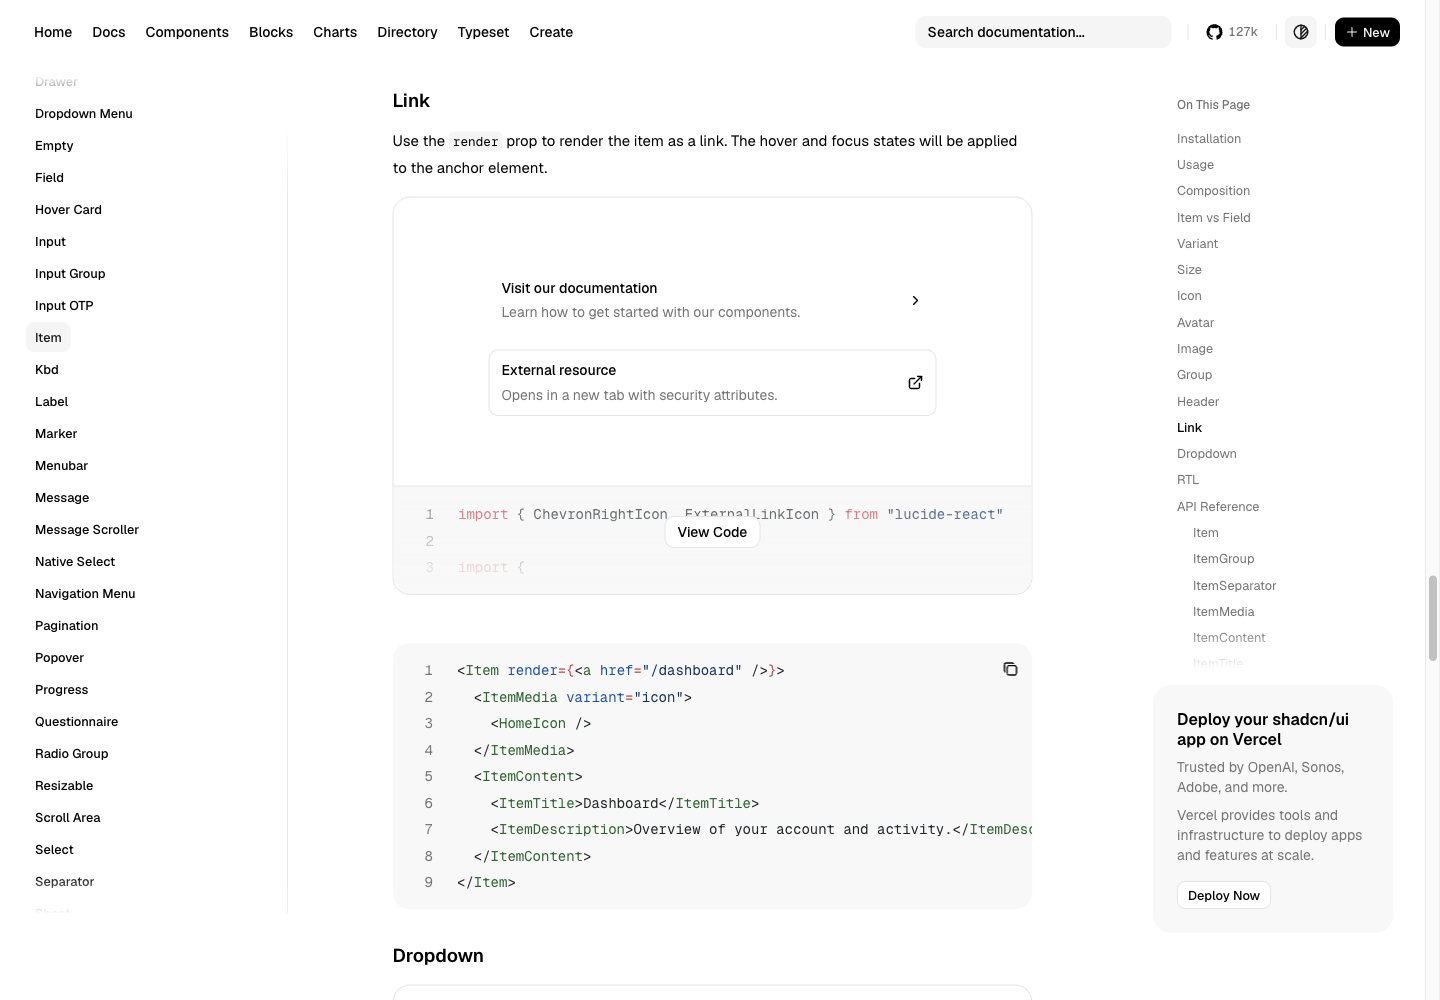 Home Docs Components Blocks Charts Directory Typeset Create
Search documentation...
127k
New
Drawer
Dropdown Menu
Empty
Field
Hover Card
Input
Input Group
Input OTP
Item
Kbd
Label
Marker
Menubar
Message
Message Scroller
Native Select
Navigation Menu
Pagination
Popover
Progress
Questionnaire
Radio Group
Resizable
Scroll Area
Select
Separator
Sheet
Link
Use the render prop to render the item as a link. The hover and focus states will be applied
to the anchor element.
Visit our documentation
Learn how to get started with our components.
External resource
Opens in a new tab with security attributes.
1 import { ChevronRightIcon, ExternalLinkIcon } from "lucide-react"
2
3 import {
View Code
1 <Item render={<a href="/dashboard" />}>
2 <ItemMedia variant="icon">
3 <HomeIcon />
4 </ItemMedia>
5 <ItemContent>
6 <ItemTitle>Dashboard</ItemTitle>
7 <ItemDescription>Overview of your account and activity.</ItemDesc
8 </ItemContent>
9 </Item>
Dropdown
On This Page
Installation
Usage
Composition
Item vs Field
Variant
Size
Icon
Avatar
Image
Group
Header
Link
Dropdown
RTL
API Reference
Item
ItemGroup
ItemSeparator
ItemMedia
ItemContent
ItemTitle
Deploy your shadcn/ui
app on Vercel
Trusted by OpenAI, Sonos,
Adobe, and more.
Vercel provides tools and
infrastructure to deploy apps
and features at scale.
Deploy Now